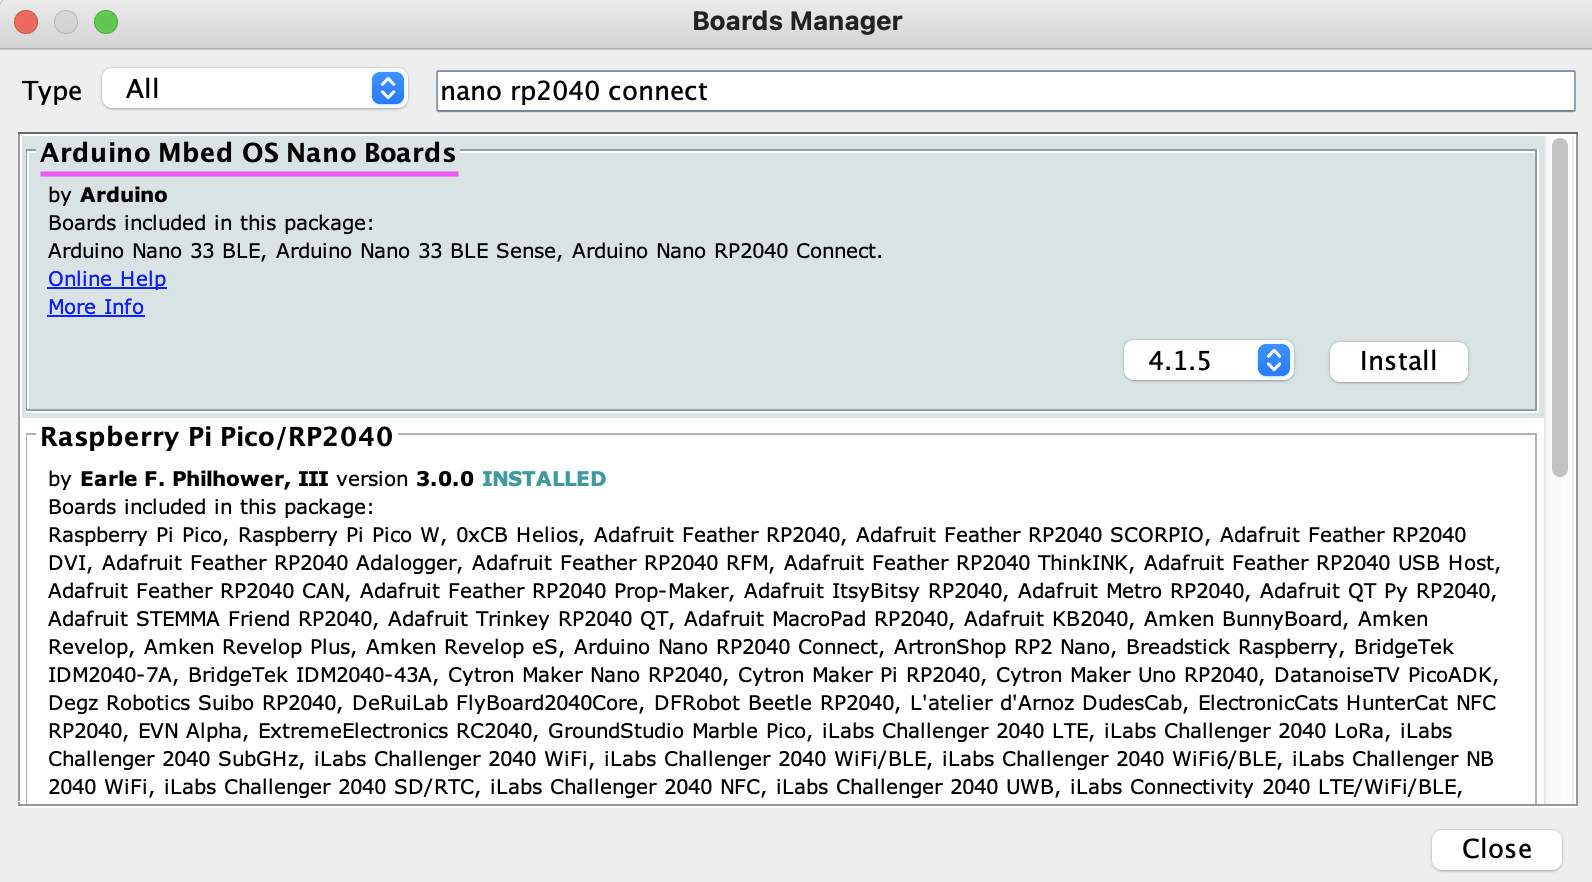 Boards Manager
Type All nano rp2040 connect
Arduino Mbed OS Nano Boards
by Arduino
Boards included in this package:
Arduino Nano 33 BLE, Arduino Nano 33 BLE Sense, Arduino Nano RP2040 Connect.
Online Help
More Info
4.1.5 Install
Raspberry Pi Pico/RP2040
by Earle F. Philhower, III version 3.0.0 INSTALLED
Boards included in this package:
Raspberry Pi Pico, Raspberry Pi Pico W, 0xCB Helios, Adafruit Feather RP2040, Adafruit Feather RP2040 SCORPIO, Adafruit Feather RP2040
DVI, Adafruit Feather RP2040 Adalogger, Adafruit Feather RP2040 RFM, Adafruit Feather RP2040 ThinkINK, Adafruit Feather RP2040 USB Host,
Adafruit Feather RP2040 CAN, Adafruit Feather RP2040 Prop-Maker, Adafruit ItsyBitsy RP2040, Adafruit Metro RP2040, Adafruit QT Py RP2040,
Adafruit STEMMA Friend RP2040, Adafruit Trinkey RP2040 QT, Adafruit MacroPad RP2040, Adafruit KB2040, Amken BunnyBoard, Amken
Revelop, Amken Revelop Plus, Amken Revelop eS, Arduino Nano RP2040 Connect, ArtronShop RP2 Nano, Breadstick Raspberry, BridgeTek
IDM2040-7A, BridgeTek IDM2040-43A, Cytron Maker Nano RP2040, Cytron Maker Pi RP2040, Cytron Maker Uno RP2040, DatanoiseTV PicoADK,
Degz Robotics Suibo RP2040, DeRuiLab FlyBoard2040Core, DFRobot Beetle RP2040, L'atelier d'Arnoz DudesCab, ElectronicCats HunterCat NFC
RP2040, EVN Alpha, ExtremeElectronics RC2040, GroundStudio Marble Pico, iLabs Challenger 2040 LTE, iLabs Challenger 2040 LoRa, iLabs
Challenger 2040 SubGHz, iLabs Challenger 2040 WiFi, iLabs Challenger 2040 WiFi/BLE, iLabs Challenger 2040 WiFi6/BLE, iLabs Challenger NB
2040 WiFi, iLabs Challenger 2040 SD/RTC, iLabs Challenger 2040 NFC, iLabs Challenger 2040 UWB, iLabs Connectivity 2040 LTE/WiFi/BLE,
Close